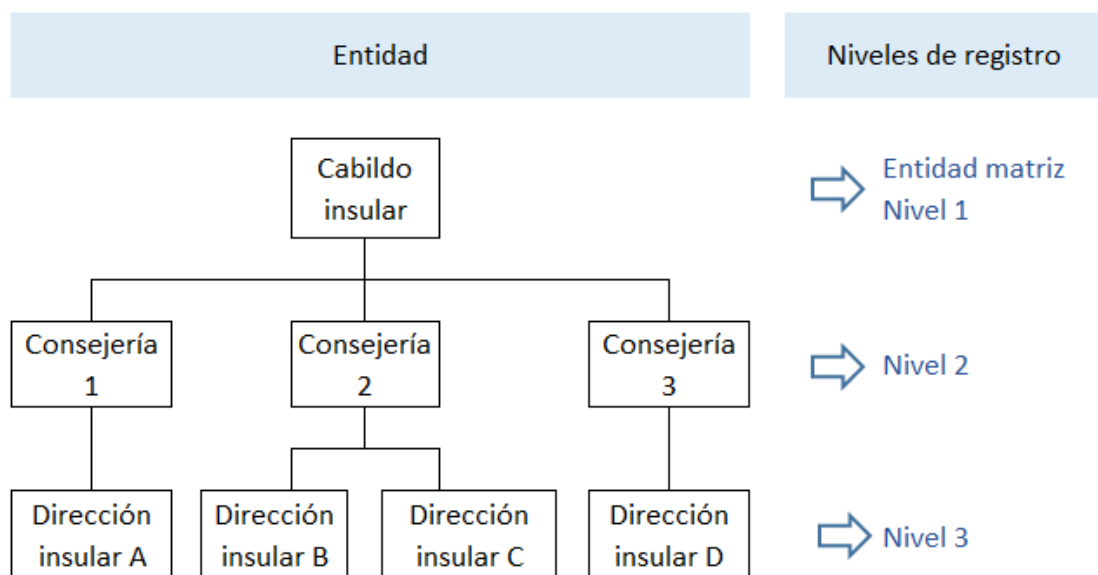 Entidad
Niveles de registro
Cabildo
insular
Entidad matriz
Nivel 1
Consejería
1
Consejería
2
Consejería
3
Nivel 2
Dirección
insular A
Dirección
insular B
Dirección
insular C
Dirección
insular D
Nivel 3